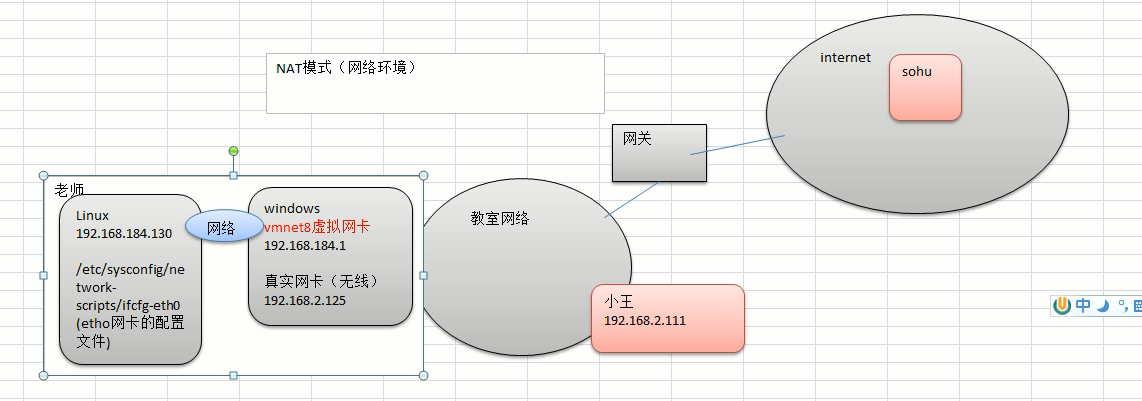 NAT模式（网络环境）
internet
sohu
网关
老师
Linux
192.168.184.130
/etc/sysconfig/ne
twork-
scripts/ifcfg-eth0
(etho网卡的配置
文件)
网络
windows
vmnet8虚拟网卡
192.168.184.1
真实网卡（无线）
192.168.2.125
教室网络
小王
192.168.2.111
中